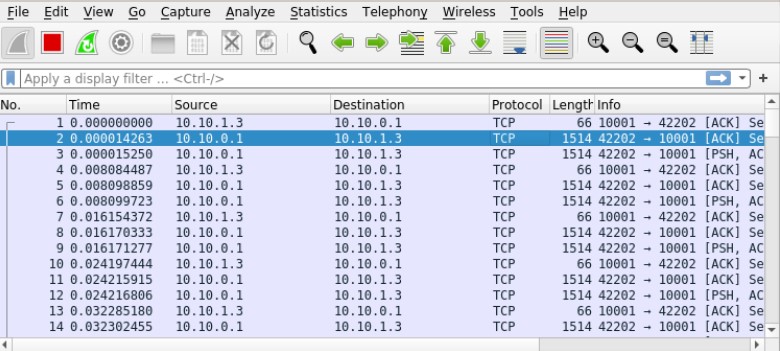 File Edit View Go Capture Analyze Statistics Telephony Wireless Tools Help
Apply a display filter ... <Ctrl-/>
No. Time Source Destination Protocol Length Info
1 0.000000000 10.10.1.3 10.10.0.1 TCP 66 10001 → 42202 [ACK] Se
2 0.000014263 10.10.0.1 10.10.1.3 TCP 1514 42202 → 10001 [ACK] Se
3 0.000015250 10.10.0.1 10.10.1.3 TCP 1514 42202 → 10001 [PSH, AC
4 0.008084487 10.10.1.3 10.10.0.1 TCP 66 10001 → 42202 [ACK] Se
5 0.008098859 10.10.0.1 10.10.1.3 TCP 1514 42202 → 10001 [ACK] Se
6 0.008099723 10.10.0.1 10.10.1.3 TCP 1514 42202 → 10001 [PSH, AC
7 0.016154372 10.10.1.3 10.10.0.1 TCP 66 10001 → 42202 [ACK] Se
8 0.016170333 10.10.0.1 10.10.1.3 TCP 1514 42202 → 10001 [ACK] Se
9 0.016171277 10.10.0.1 10.10.1.3 TCP 1514 42202 → 10001 [PSH, AC
10 0.024197444 10.10.1.3 10.10.0.1 TCP 66 10001 → 42202 [ACK] Se
11 0.024215915 10.10.0.1 10.10.1.3 TCP 1514 42202 → 10001 [ACK] Se
12 0.024216806 10.10.0.1 10.10.1.3 TCP 1514 42202 → 10001 [PSH, AC
13 0.032285180 10.10.1.3 10.10.0.1 TCP 66 10001 → 42202 [ACK] Se
14 0.032302455 10.10.0.1 10.10.1.3 TCP 1514 42202 → 10001 [ACK] Se